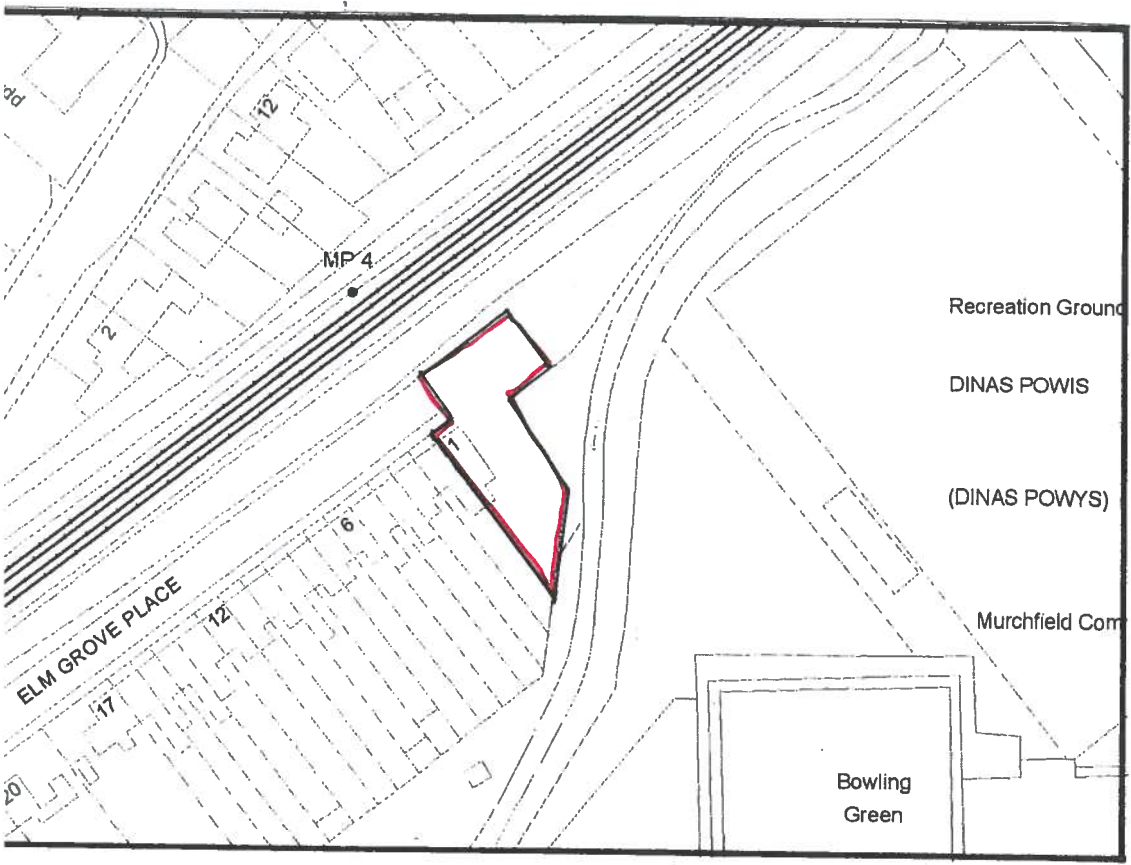 dd
12
MP 4
2
Recreation Ground
DINAS POWIS
1
(DINAS POWYS)
6
12
ELM GROVE PLACE
Murchfield Com
17
20
Bowling
Green